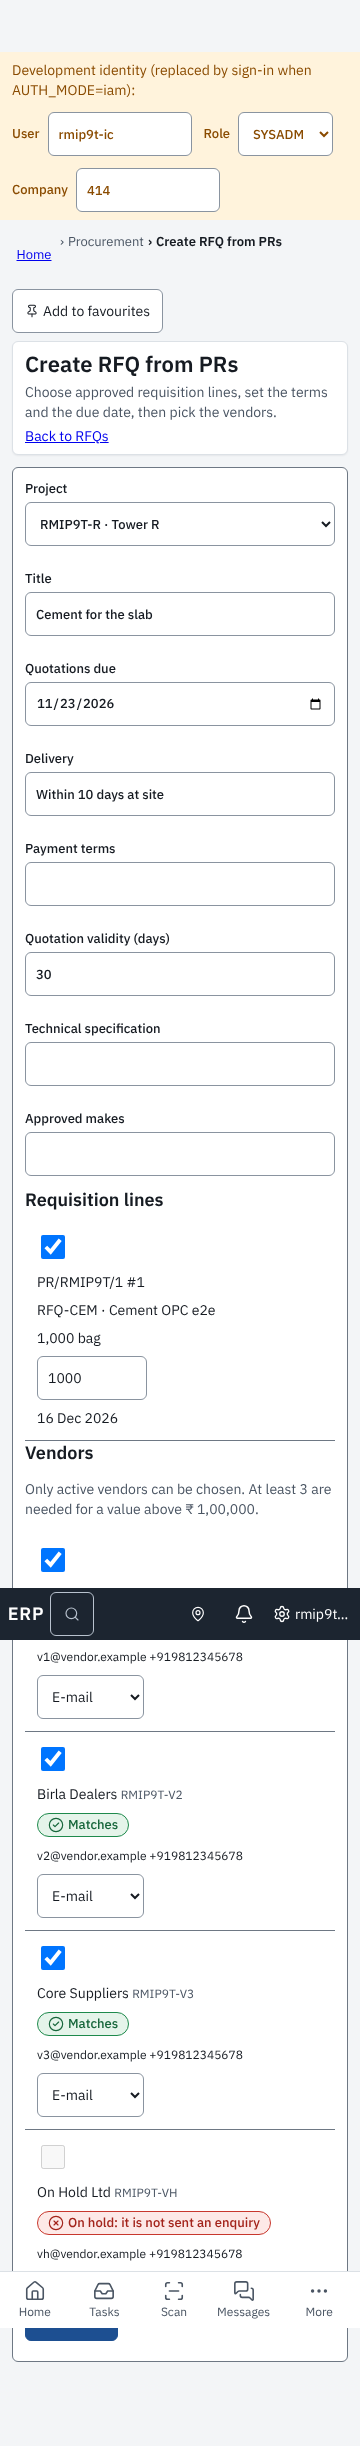 Development identity (replaced by sign-in when
AUTH_MODE=iam):
User rmip9t-ic Role SYSADM
Company 414
Home › Procurement › Create RFQ from PRs
Add to favourites
Create RFQ from PRs
Choose approved requisition lines, set the terms
and the due date, then pick the vendors.
Back to RFQs
Project
RMIP9T-R · Tower R
Title
Cement for the slab
Quotations due
11/23/2026
Delivery
Within 10 days at site
Payment terms
Quotation validity (days)
30
Technical specification
Approved makes
Requisition lines
PR/RMIP9T/1 #1
RFQ-CEM · Cement OPC e2e
1,000 bag
1000
16 Dec 2026
Vendors
Only active vendors can be chosen. At least 3 are
needed for a value above ₹ 1,00,000.
ERP rmip9t...
v1@vendor.example +919812345678
E-mail
Birla Dealers RMIP9T-V2
Matches
v2@vendor.example +919812345678
E-mail
Core Suppliers RMIP9T-V3
Matches
v3@vendor.example +919812345678
E-mail
On Hold Ltd RMIP9T-VH
On hold: it is not sent an enquiry
vh@vendor.example +919812345678
Home Tasks Scan Messages More